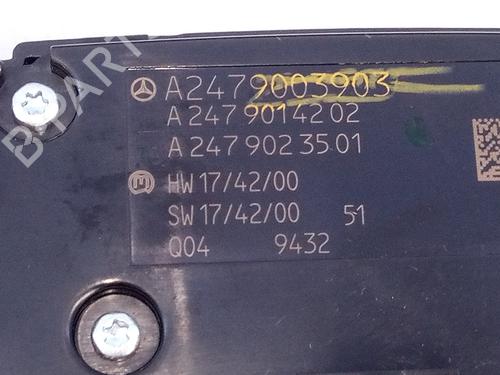 A2479003903
A 247 901 42 02
A 247 902 35 01
HW 17/42/00
SW 17/42/00 51
Q04 9432
B-PARTS